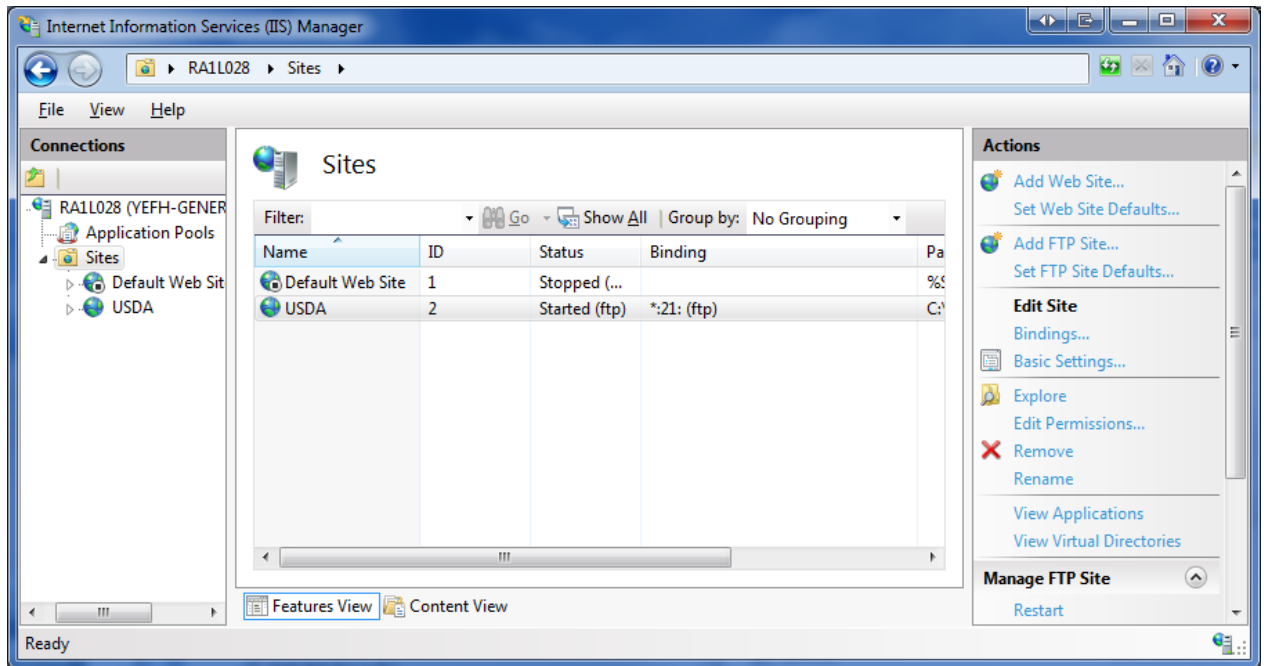 Internet Information Services (IIS) Manager
RA1L028 Sites
File View Help
Connections
RA1L028 (YEFH-GENER
Application Pools
Sites
Default Web Sit
USDA
Sites
Filter: Go Show All Group by: No Grouping
Name ID Status Binding Pa
Default Web Site 1 Stopped (... %S
USDA 2 Started (ftp) *:21: (ftp) C:\
Features View Content View
Actions
Add Web Site...
Set Web Site Defaults...
Add FTP Site...
Set FTP Site Defaults...
Edit Site
Bindings...
Basic Settings...
Explore
Edit Permissions...
Remove
Rename
View Applications
View Virtual Directories
Manage FTP Site
Restart
Ready